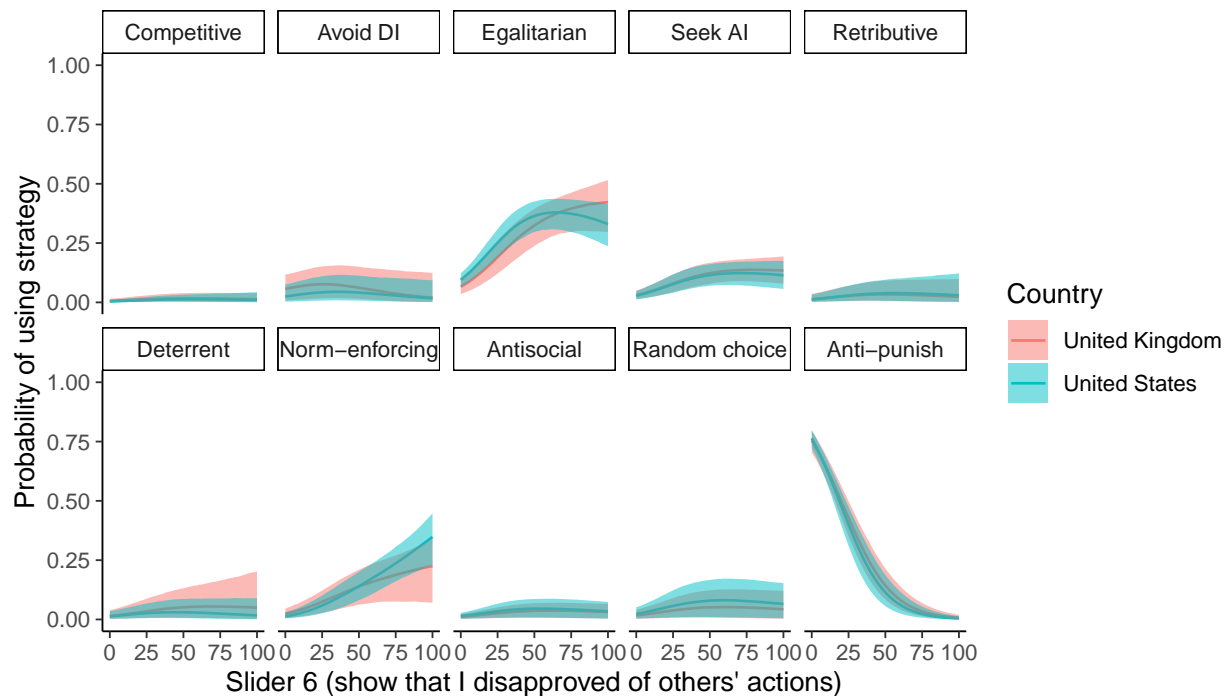 Competitive Avoid DI Egalitarian Seek AI Retributive
1.00
0.75
0.50
0.25
0.00
Deterrent Norm−enforcing Antisocial Random choice Anti−punish
1.00
0.75
0.50
0.25
0.00
0 25 50 75 100 0 25 50 75 100 0 25 50 75 100 0 25 50 75 100 0 25 50 75 100
Slider 6 (show that I disapproved of others' actions)
Probability of using strategy
Country
United Kingdom
United States